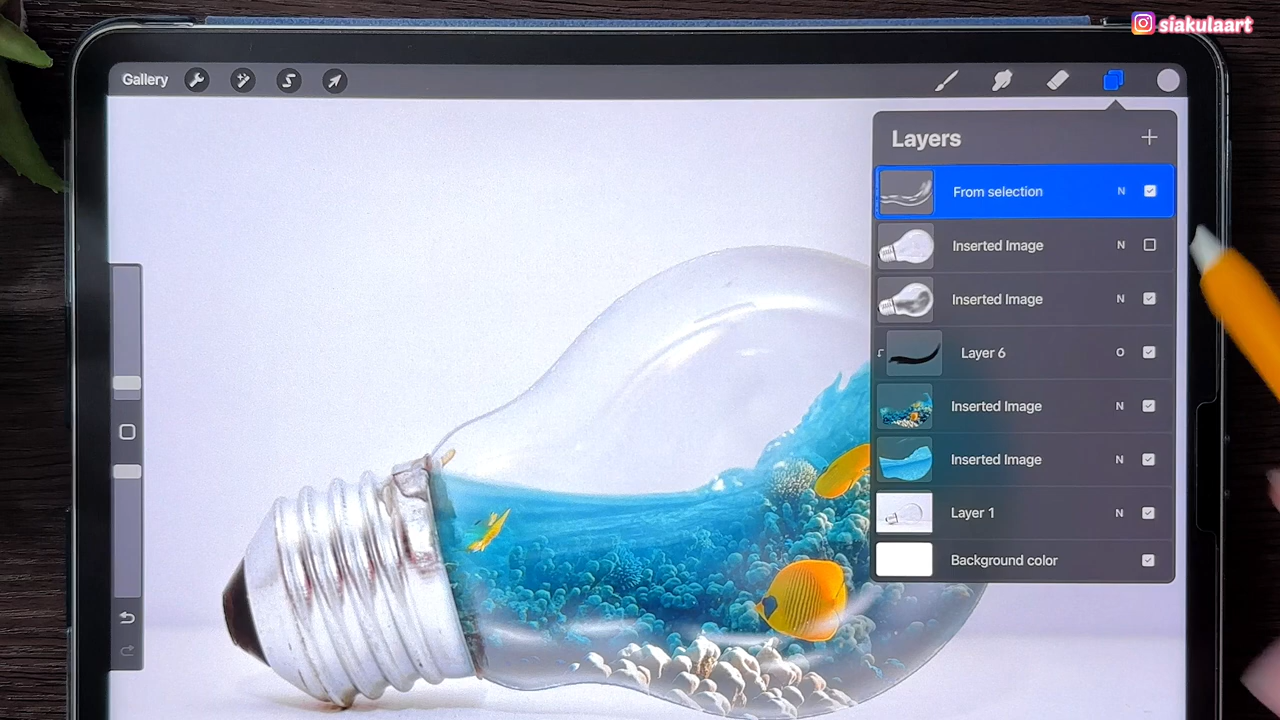 siakulaart
Gallery
Layers
From selection N
Inserted Image N
Inserted Image N
Layer 6 O
Inserted Image N
Inserted Image N
Layer 1 N
Background color